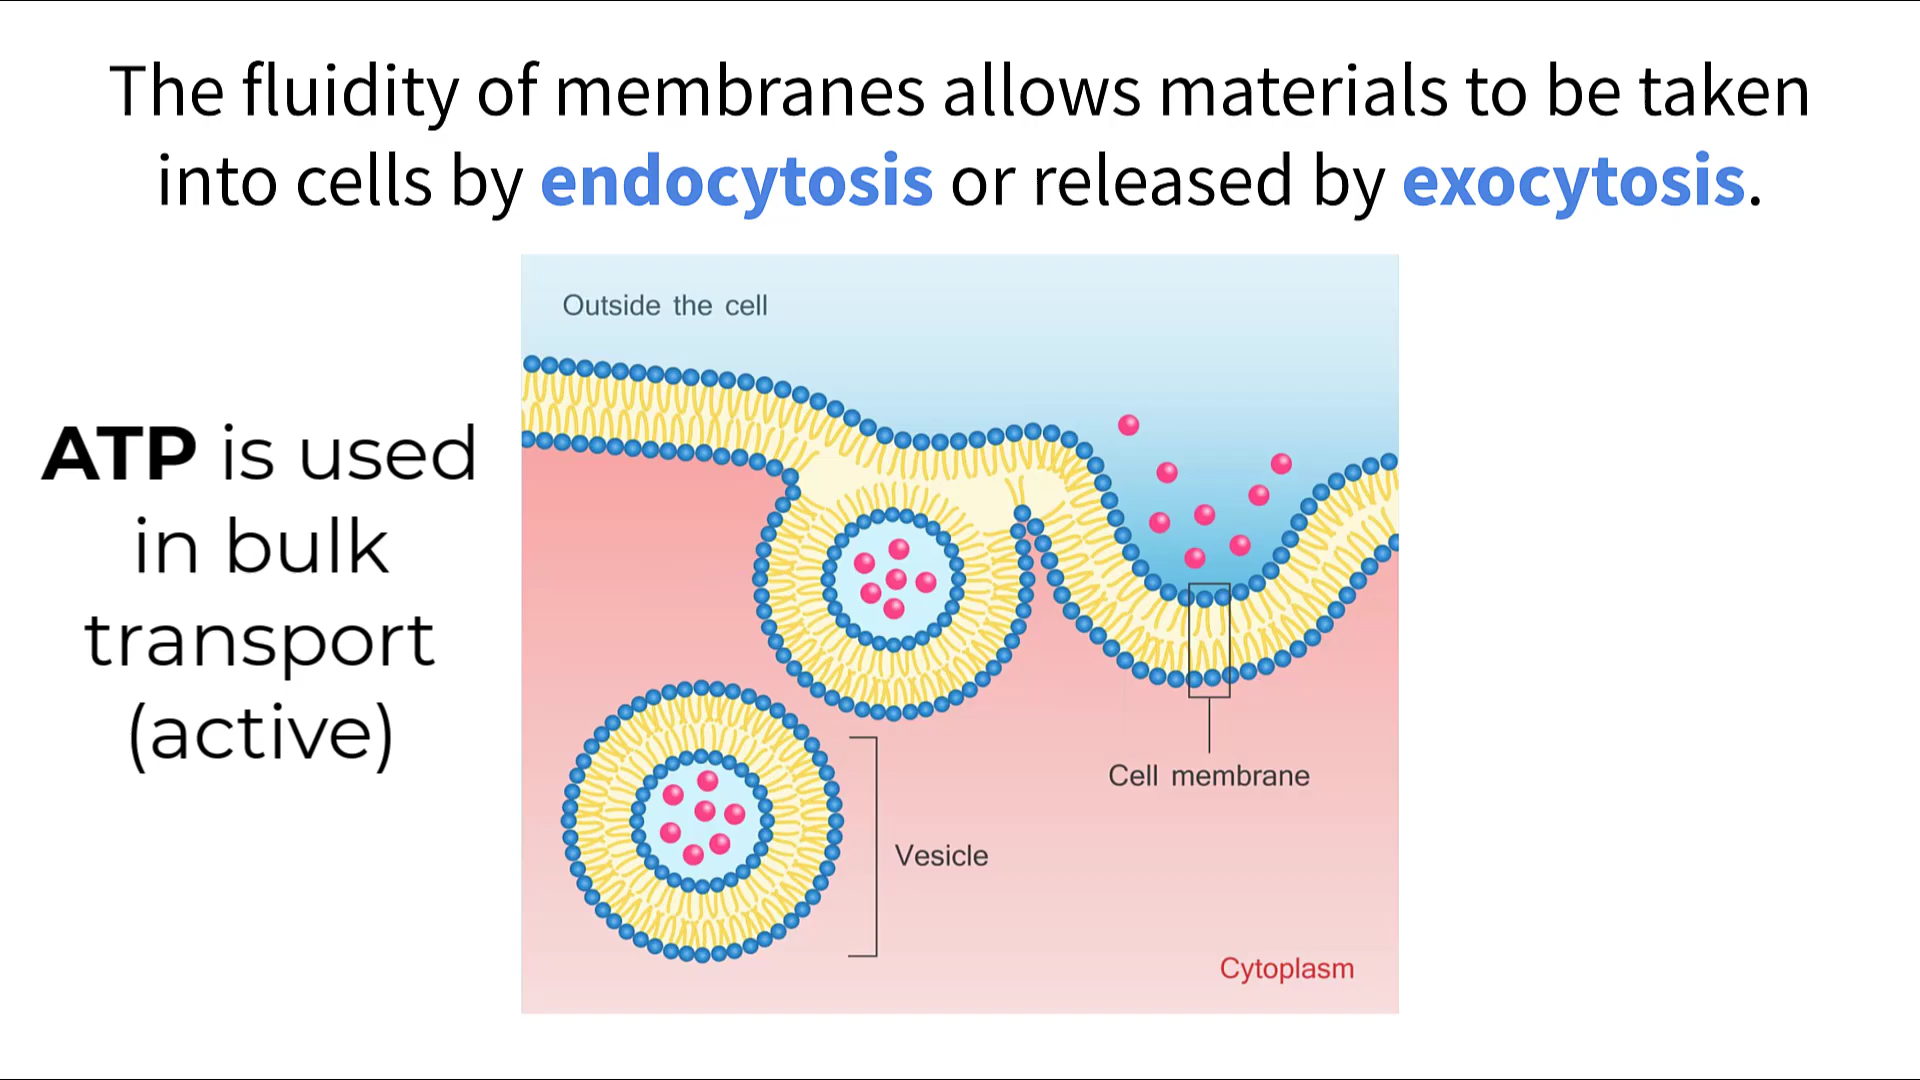 The fluidity of membranes allows materials to be taken
into cells by endocytosis or released by exocytosis.
ATP is used
in bulk
transport
(active)
Outside the cell
Cell membrane
Vesicle
Cytoplasm